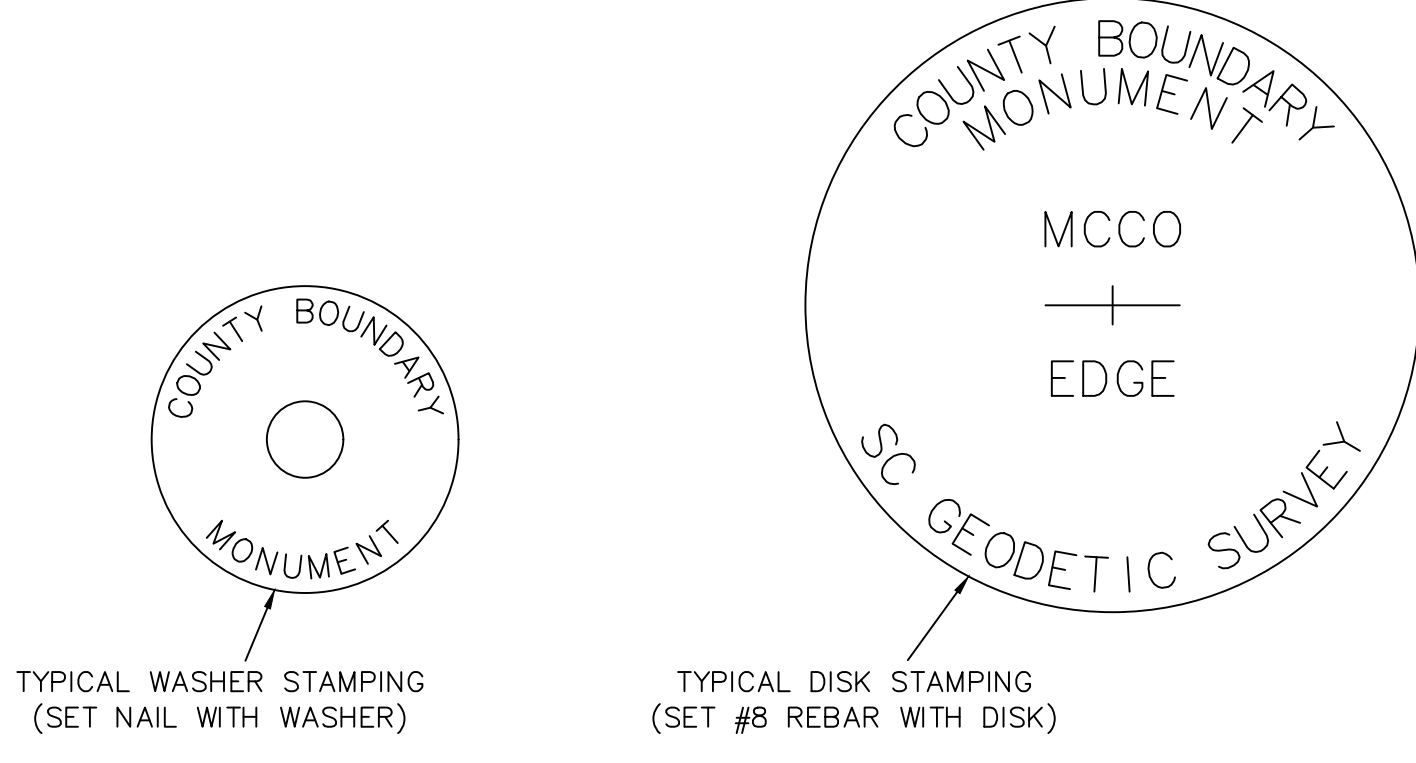 COUNTY BOUNDARY
MONUMENT
TYPICAL WASHER STAMPING
(SET NAIL WITH WASHER)
COUNTY BOUNDARY
MONUMENT
MCCO
EDGE
SC GEODETIC SURVEY
TYPICAL DISK STAMPING
(SET #8 REBAR WITH DISK)